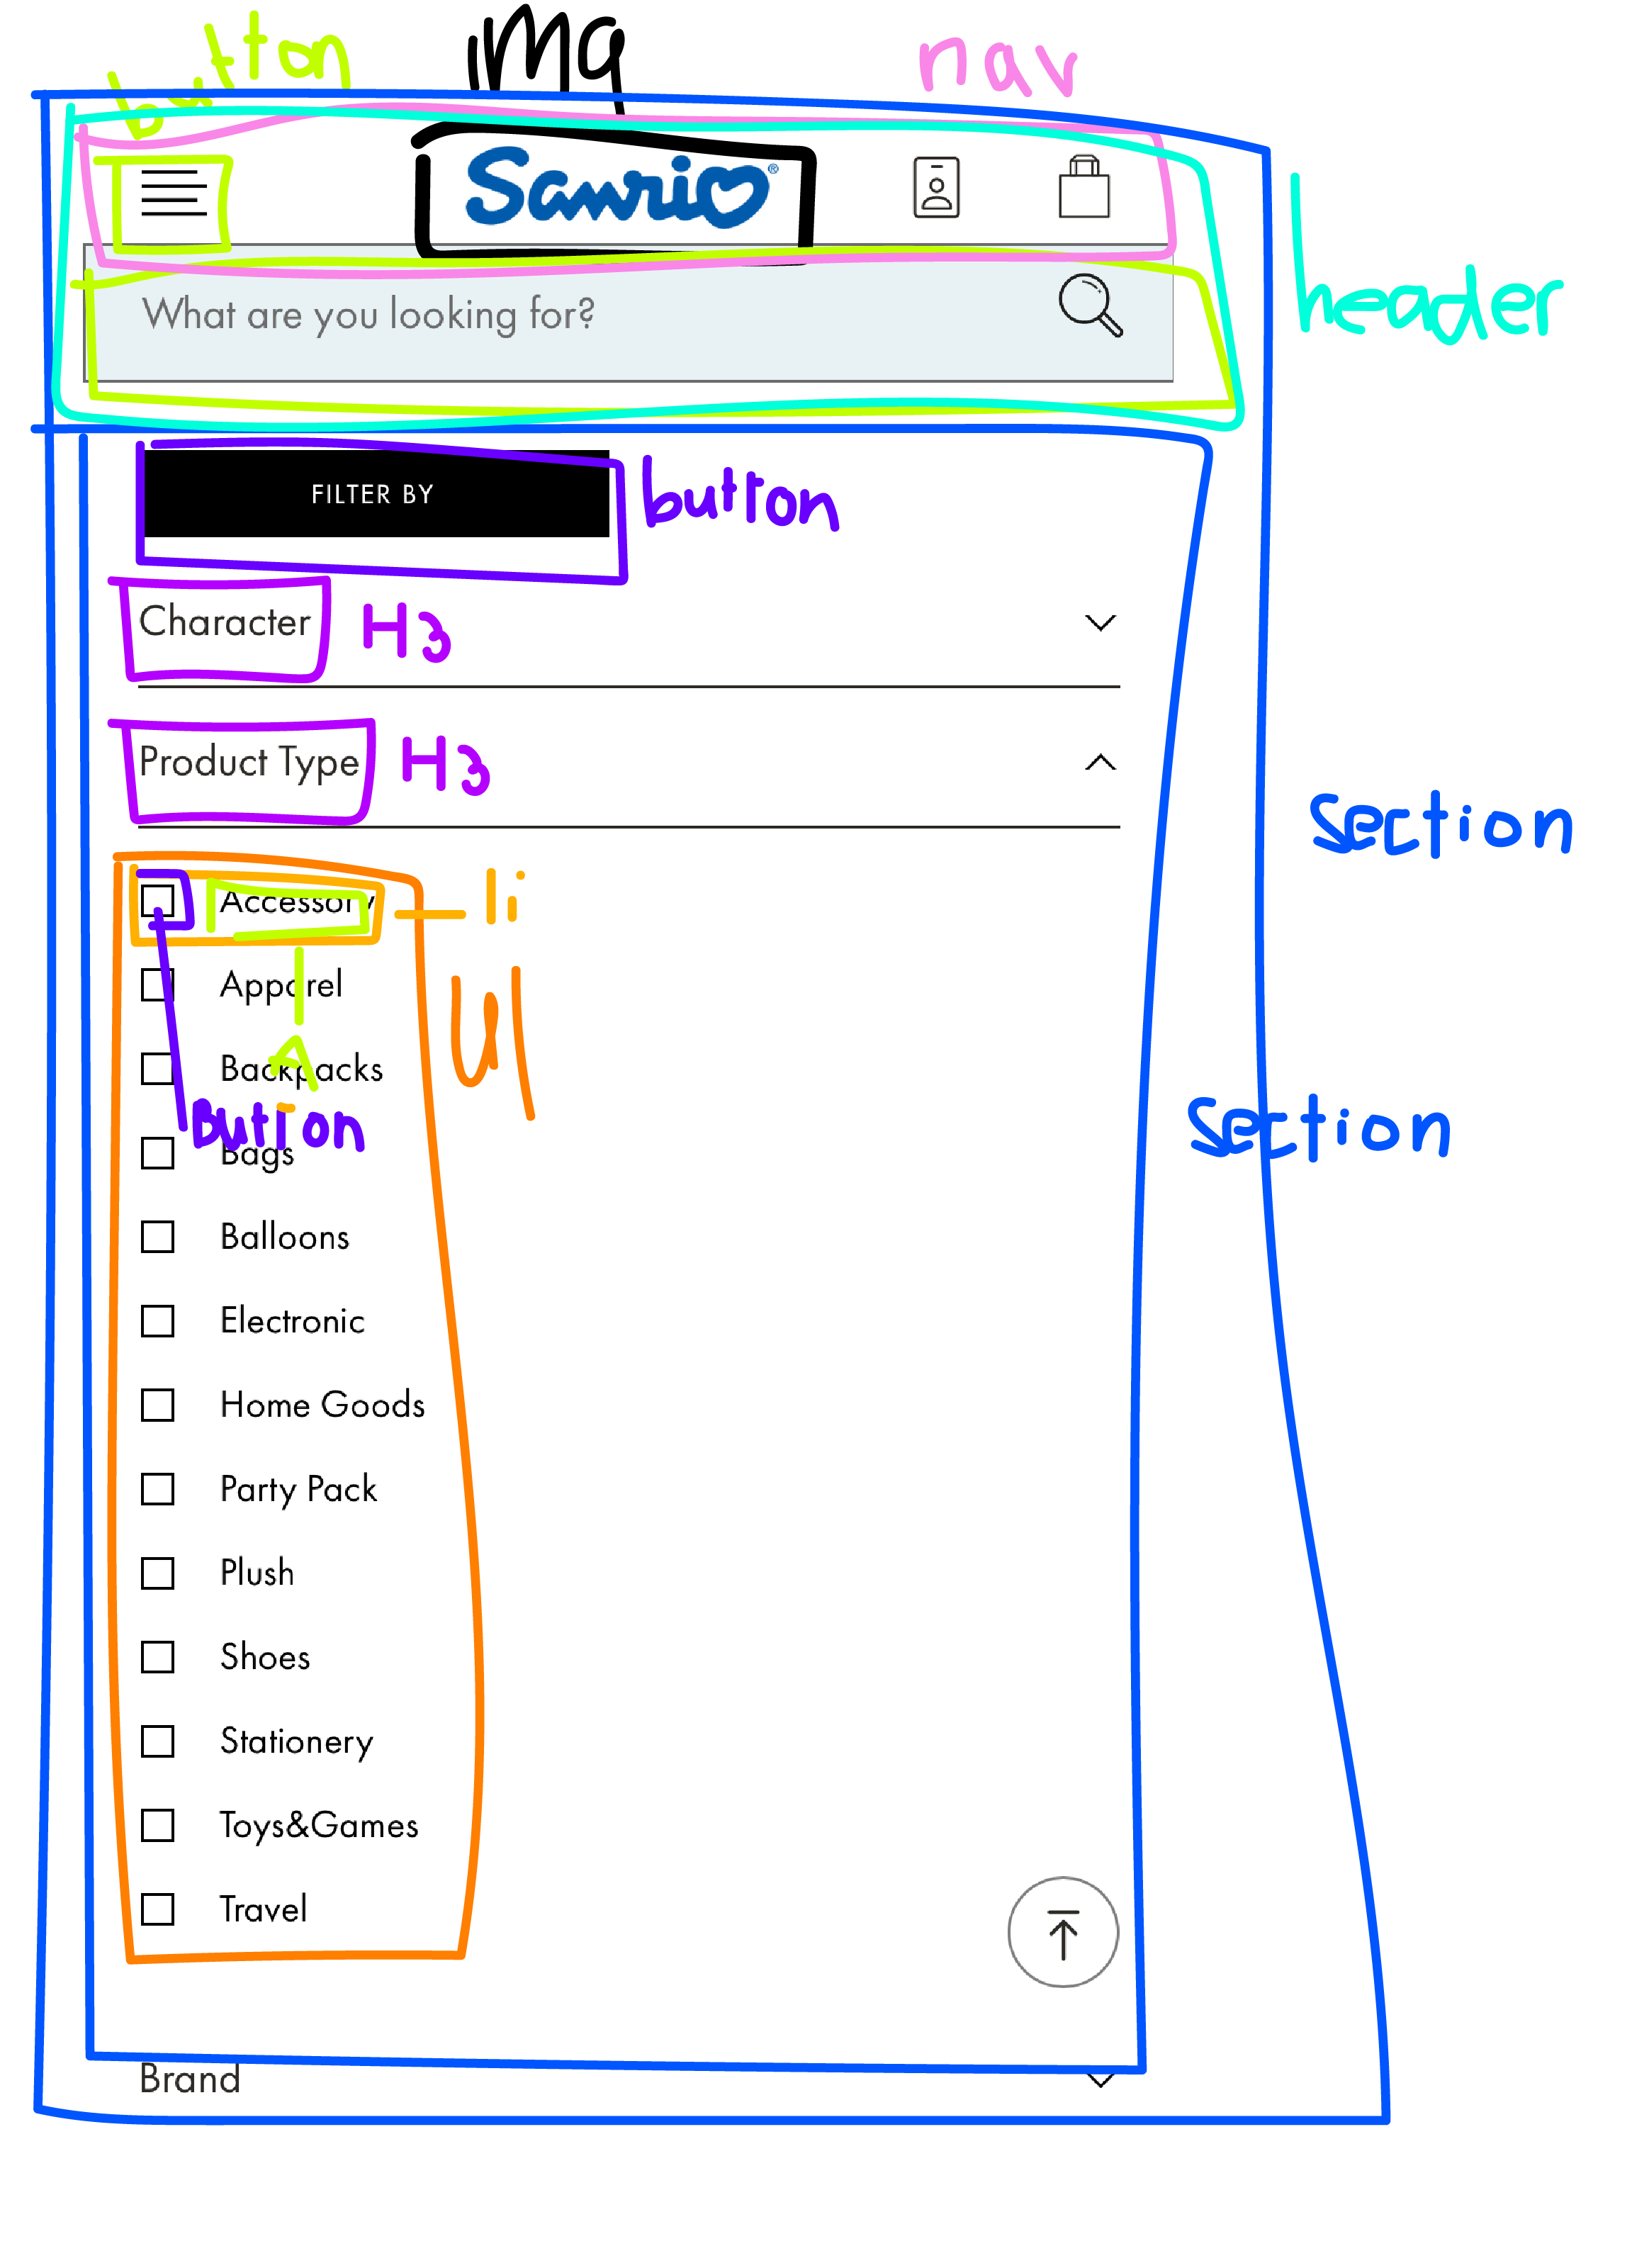 button img nav
Sanrio®
header
What are you looking for?
FILTER BY
button
Character H3
Product Type H3
section
Accessory li
Apparel
ul
Backpacks
A
section
Button
Bags
Balloons
Electronic
Home Goods
Party Pack
Plush
Shoes
Stationery
Toys&Games
Travel
Brand